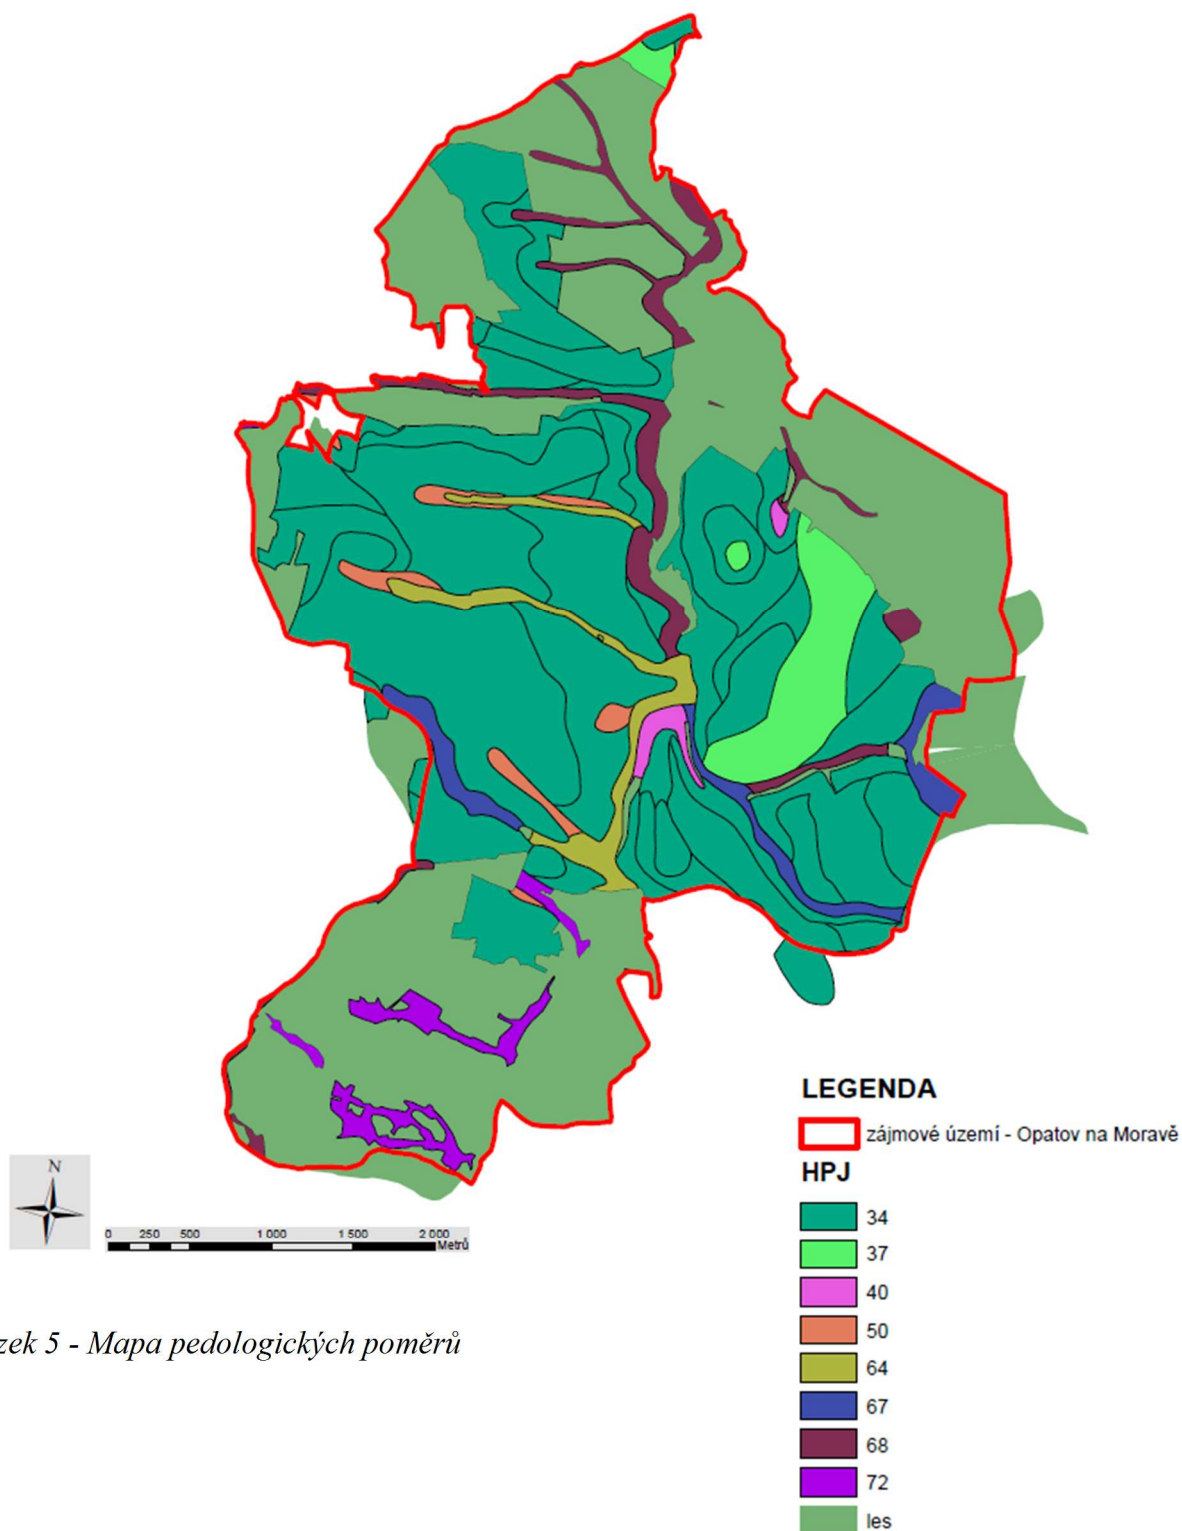 LEGENDA
zájmové území - Opatov na Moravě
HPJ
34
37
40
50
64
67
68
72
les
N
0 250 500 1 000 1 500 2 000
Metrů
zek 5 - Mapa pedologických poměrů